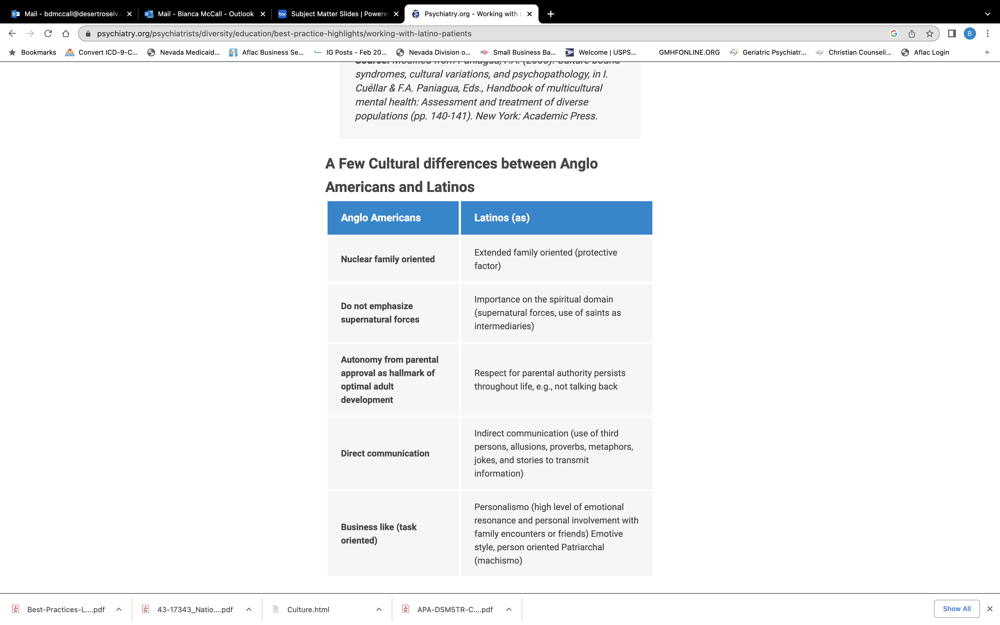 Mail - bdmccall@desertroselv.
Mail - Bianca McCall - Outlook
Subject Matter Slides | Powere
Psychiatry.org - Working with L
psychiatry.org/psychiatrists/diversity/education/best-practice-highlights/working-with-latino-patients
B
Bookmarks
Convert ICD-9-C...
Nevada Medicaid...
Aflac Business Se...
IG Posts - Feb 20...
Nevada Division o...
Small Business Ba...
Welcome | USPS...
GMHFONLINE.ORG
Geriatric Psychiatr...
Christian Counseli...
Aflac Login
»
Source: Modified from Paniagua, F.A. (2000). Culture-bound
syndromes, cultural variations, and psychopathology, in I.
Cuéllar & F.A. Paniagua, Eds., Handbook of multicultural
mental health: Assessment and treatment of diverse
populations (pp. 140-141). New York: Academic Press.
A Few Cultural differences between Anglo
Americans and Latinos
Anglo Americans
Latinos (as)
Nuclear family oriented
Extended family oriented (protective
factor)
Do not emphasize
supernatural forces
Importance on the spiritual domain
(supernatural forces, use of saints as
intermediaries)
Autonomy from parental
approval as hallmark of
optimal adult
development
Respect for parental authority persists
throughout life, e.g., not talking back
Direct communication
Indirect communication (use of third
persons, allusions, proverbs, metaphors,
jokes, and stories to transmit
information)
Business like (task
oriented)
Personalismo (high level of emotional
resonance and personal involvement with
family encounters or friends) Emotive
style, person oriented Patriarchal
(machismo)
Best-Practices-L....pdf
43-17343_Natio....pdf
Culture.html
APA-DSM5TR-C....pdf
Show All